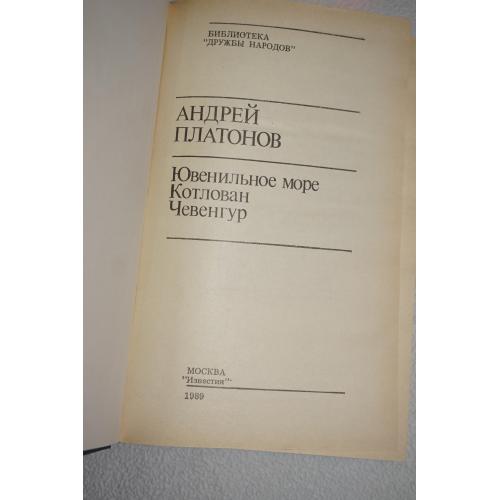 БИБЛИОТЕКА
"ДРУЖБЫ НАРОДОВ"
АНДРЕЙ
ПЛАТОНОВ
Ювенильное море
Котлован
Чевенгур
МОСКВА
"Известия"
1989